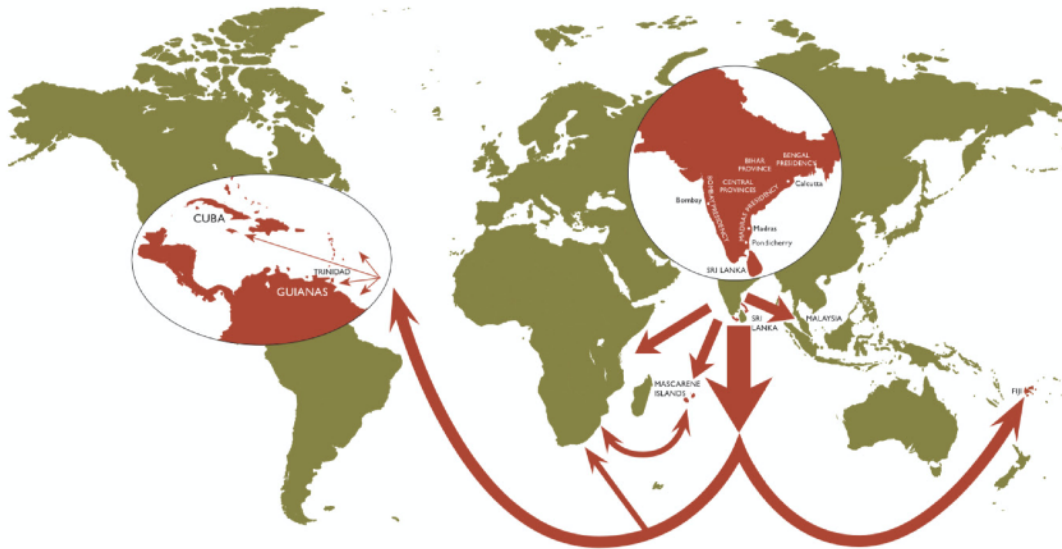 CUBA
TRINIDAD
GUIANAS
BIHAR
PROVINCE
BENGAL
PRESIDENCY
CENTRAL
PROVINCES
Calcutta
Bombay
BOMBAY PRESIDENCY
MADRAS PRESIDENCY
Madras
Pondicherry
SRI LANKA
SRI
LANKA
MALAYSIA
MASCARENE
ISLANDS
FIJI